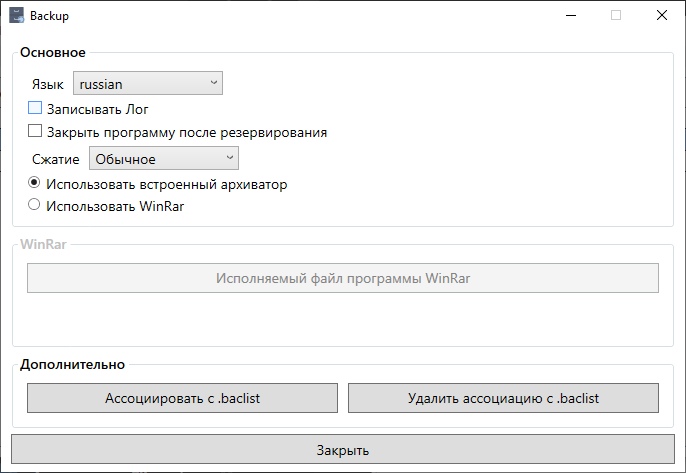 Backup
Основное
Язык russian
Записывать Лог
Закрыть программу после резервирования
Сжатие Обычное
Использовать встроенный архиватор
Использовать WinRar
WinRar
Исполняемый файл программы WinRar
Дополнительно
Ассоциировать с .baclist Удалить ассоциацию с .baclist
Закрыть